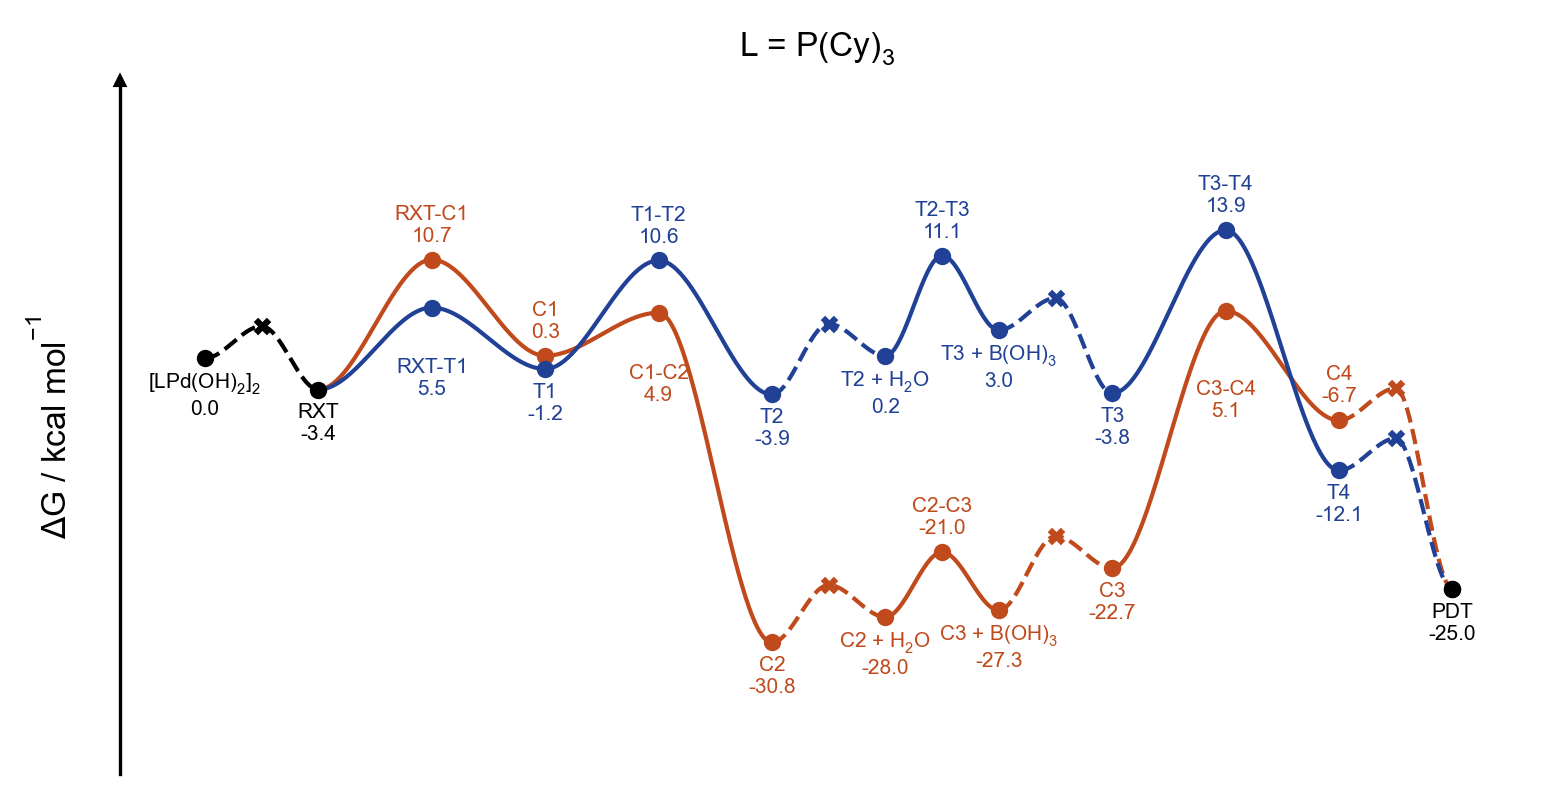 L = P(Cy)₃
ΔG / kcal mol⁻¹
[LPd(OH)₂]₂
0.0
RXT
-3.4
RXT-C1
10.7
RXT-T1
5.5
C1
0.3
T1
-1.2
T1-T2
10.6
C1-C2
4.9
T2
-3.9
C2
-30.8
T2 + H₂O
0.2
C2 + H₂O
-28.0
T2-T3
11.1
C2-C3
-21.0
T3 + B(OH)₃
3.0
C3 + B(OH)₃
-27.3
T3
-3.8
C3
-22.7
T3-T4
13.9
C3-C4
5.1
C4
-6.7
T4
-12.1
PDT
-25.0